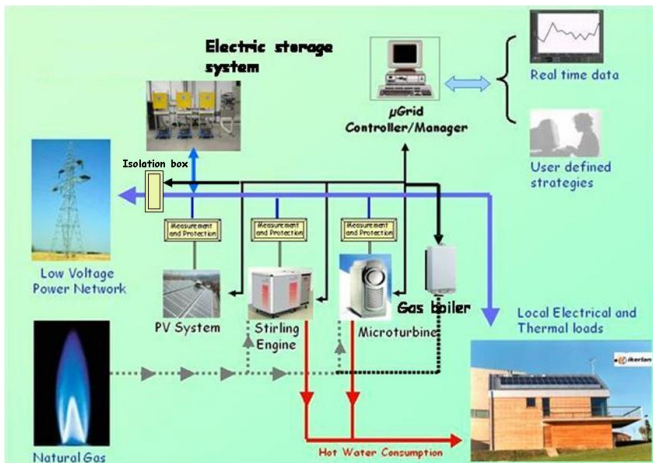 Electric storage
system
µGrid
Controller/Manager
Real time data
User defined
strategies
Isolation box
Measurement
and Protection
Measurement
and Protection
Measurement
and Protection
Low Voltage
Power Network
PV System
Stirling
Engine
Microturbine
Gas boiler
Local Electrical and
Thermal loads
ikerlan
Natural Gas
Hot Water Consumption